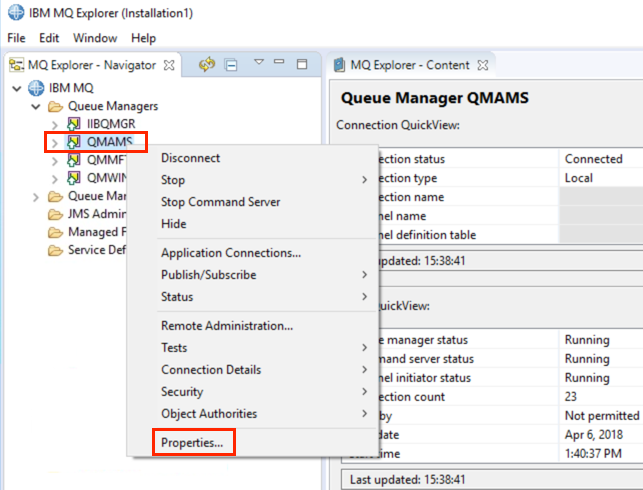 IBM MQ Explorer (Installation1)
File Edit Window Help
MQ Explorer - Navigator
IBM MQ
Queue Managers
IIBQMGR
QMAMS
QMMF
QMWIN
Queue Mar
JMS Admin
Managed F
Service Def
Disconnect
Stop
Stop Command Server
Hide
Application Connections...
Publish/Subscribe
Status
Remote Administration...
Tests
Connection Details
Security
Object Authorities
Properties...
MQ Explorer - Content
Queue Manager QMAMS
Connection QuickView:
ection status Connected
ection type Local
ection name
nel name
nel definition table
pdated: 15:38:41
QuickView:
e manager status Running
mand server status Running
nel initiator status Running
ection count 23
by Not permitted
date Apr 6, 2018
time 1:40:37 PM
Last updated: 15:38:41